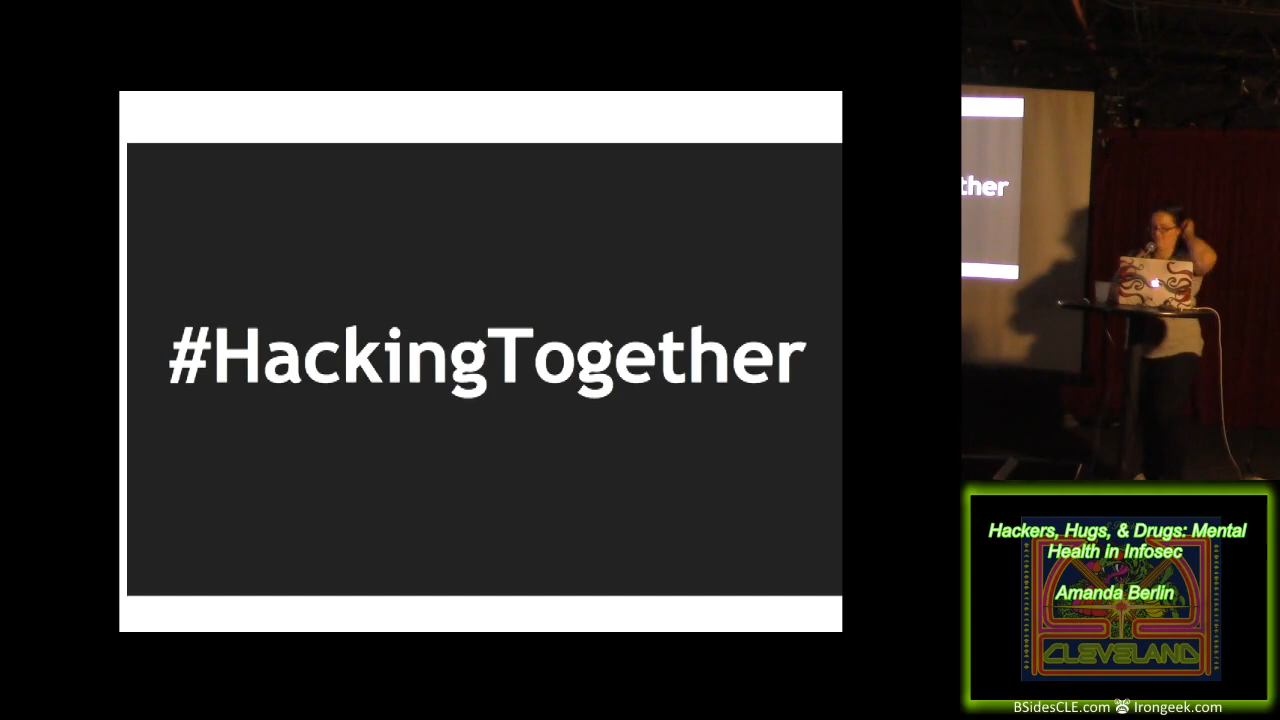 #HackingTogether
ther
Hackers, Hugs, & Drugs: Mental
Health in Infosec
Amanda Berlin
CLEVELAND
BSidesCLE.com Irongeek.com